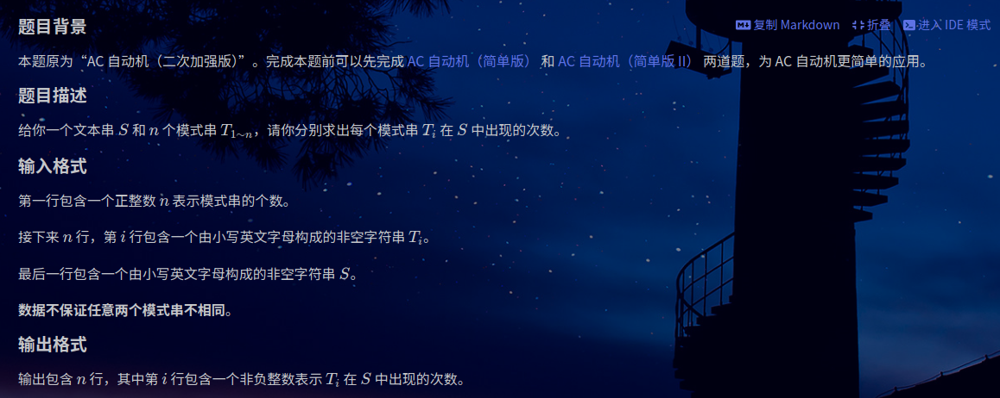 题目背景
复制 Markdown 折叠 进入 IDE 模式
本题原为“AC 自动机（二次加强版）”。完成本题前可以先完成 AC 自动机（简单版） 和 AC 自动机（简单版 II） 两道题，为 AC 自动机更简单的应用。
题目描述
给你一个文本串 S 和 n 个模式串 T1∼n，请你分别求出每个模式串 Ti 在 S 中出现的次数。
输入格式
第一行包含一个正整数 n 表示模式串的个数。
接下来 n 行，第 i 行包含一个由小写英文字母构成的非空字符串 Ti。
最后一行包含一个由小写英文字母构成的非空字符串 S。
数据不保证任意两个模式串不相同。
输出格式
输出包含 n 行，其中第 i 行包含一个非负整数表示 Ti 在 S 中出现的次数。